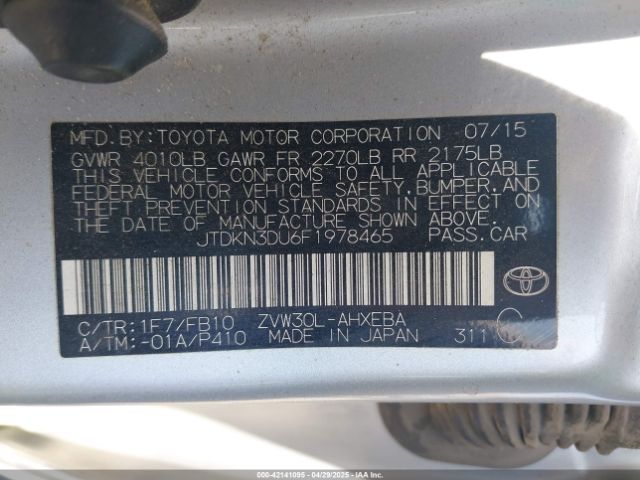 MFD. BY: TOYOTA MOTOR CORPORATION 07/15
GVWR 4010LB GAWR FR 2270LB RR 2175LB
THIS VEHICLE CONFORMS TO ALL APPLICABLE
FEDERAL MOTOR VEHICLE SAFETY, BUMPER, AND
THEFT PREVENTION STANDARDS IN EFFECT ON
THE DATE OF MANUFACTURE SHOWN ABOVE.
JTDKN3DU6F1978465 PASS. CAR
C/TR: 1F7/FB10 ZVW30L-AHXEBA
A/TM: -01A/P410 MADE IN JAPAN 311 C
000-42141095 04/29/2025 IAA Inc.